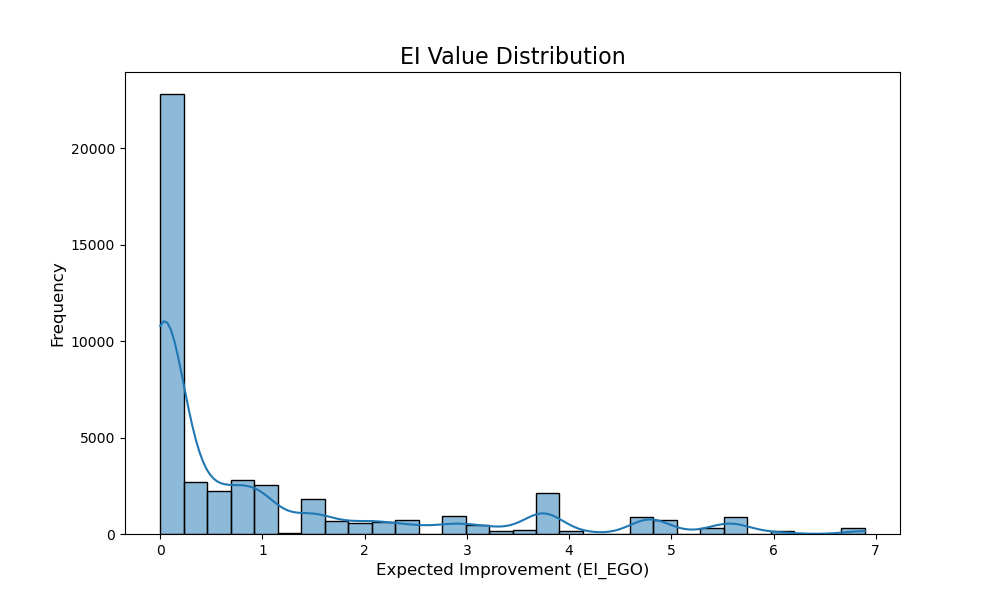 EI Value Distribution
Frequency
20000
15000
10000
5000
0
0 1 2 3 4 5 6 7
Expected Improvement (EI_EGO)